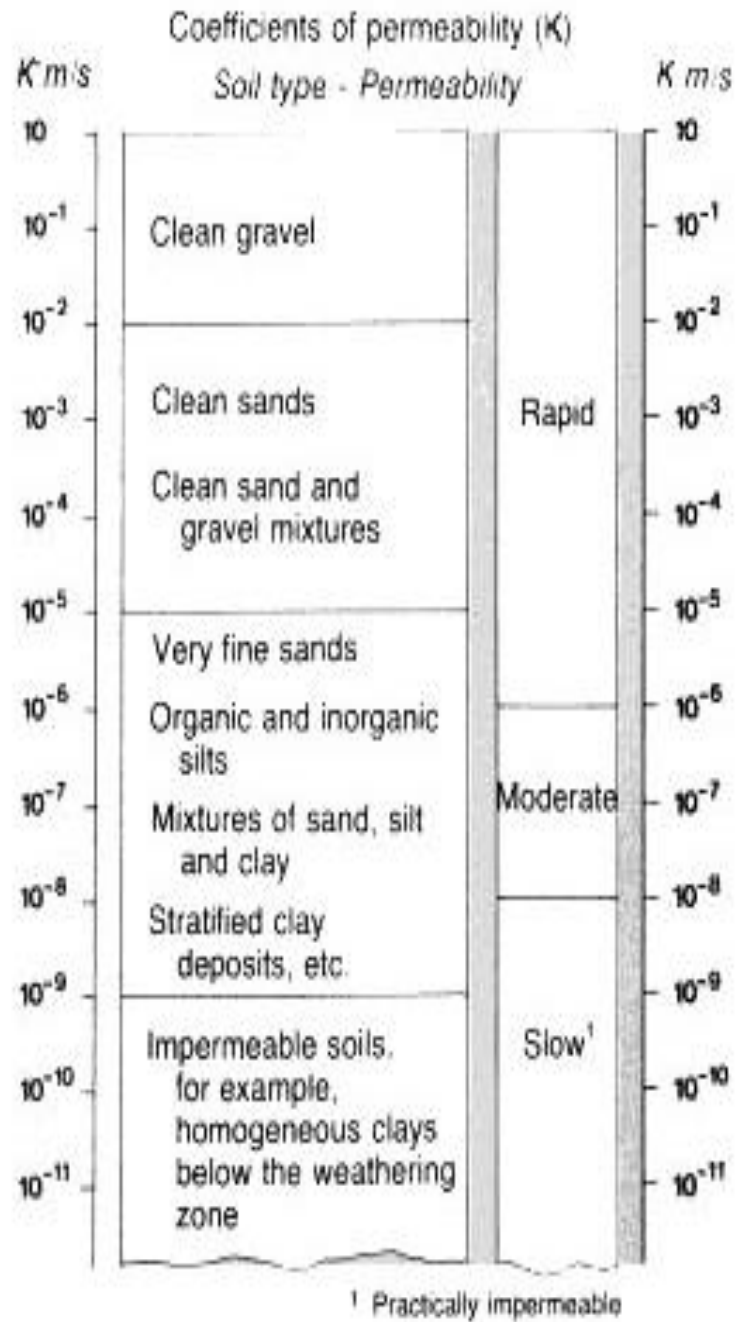 Coefficients of permeability (K)
K m/s Soil type - Permeability K m/s
10 10
10⁻¹ Clean gravel 10⁻¹
10⁻² 10⁻²
Clean sands
10⁻³ Rapid 10⁻³
Clean sand and
gravel mixtures
10⁻⁴ 10⁻⁴
10⁻⁵ 10⁻⁵
Very fine sands
10⁻⁶ 10⁻⁶
Organic and inorganic
silts
10⁻⁷ Moderate 10⁻⁷
Mixtures of sand, silt
and clay
10⁻⁸ 10⁻⁸
Stratified clay
deposits, etc.
10⁻⁹ 10⁻⁹
Impermeable soils, Slow¹
for example,
10⁻¹⁰ 10⁻¹⁰
homogeneous clays
below the weathering
10⁻¹¹ 10⁻¹¹
zone
¹ Practically impermeable